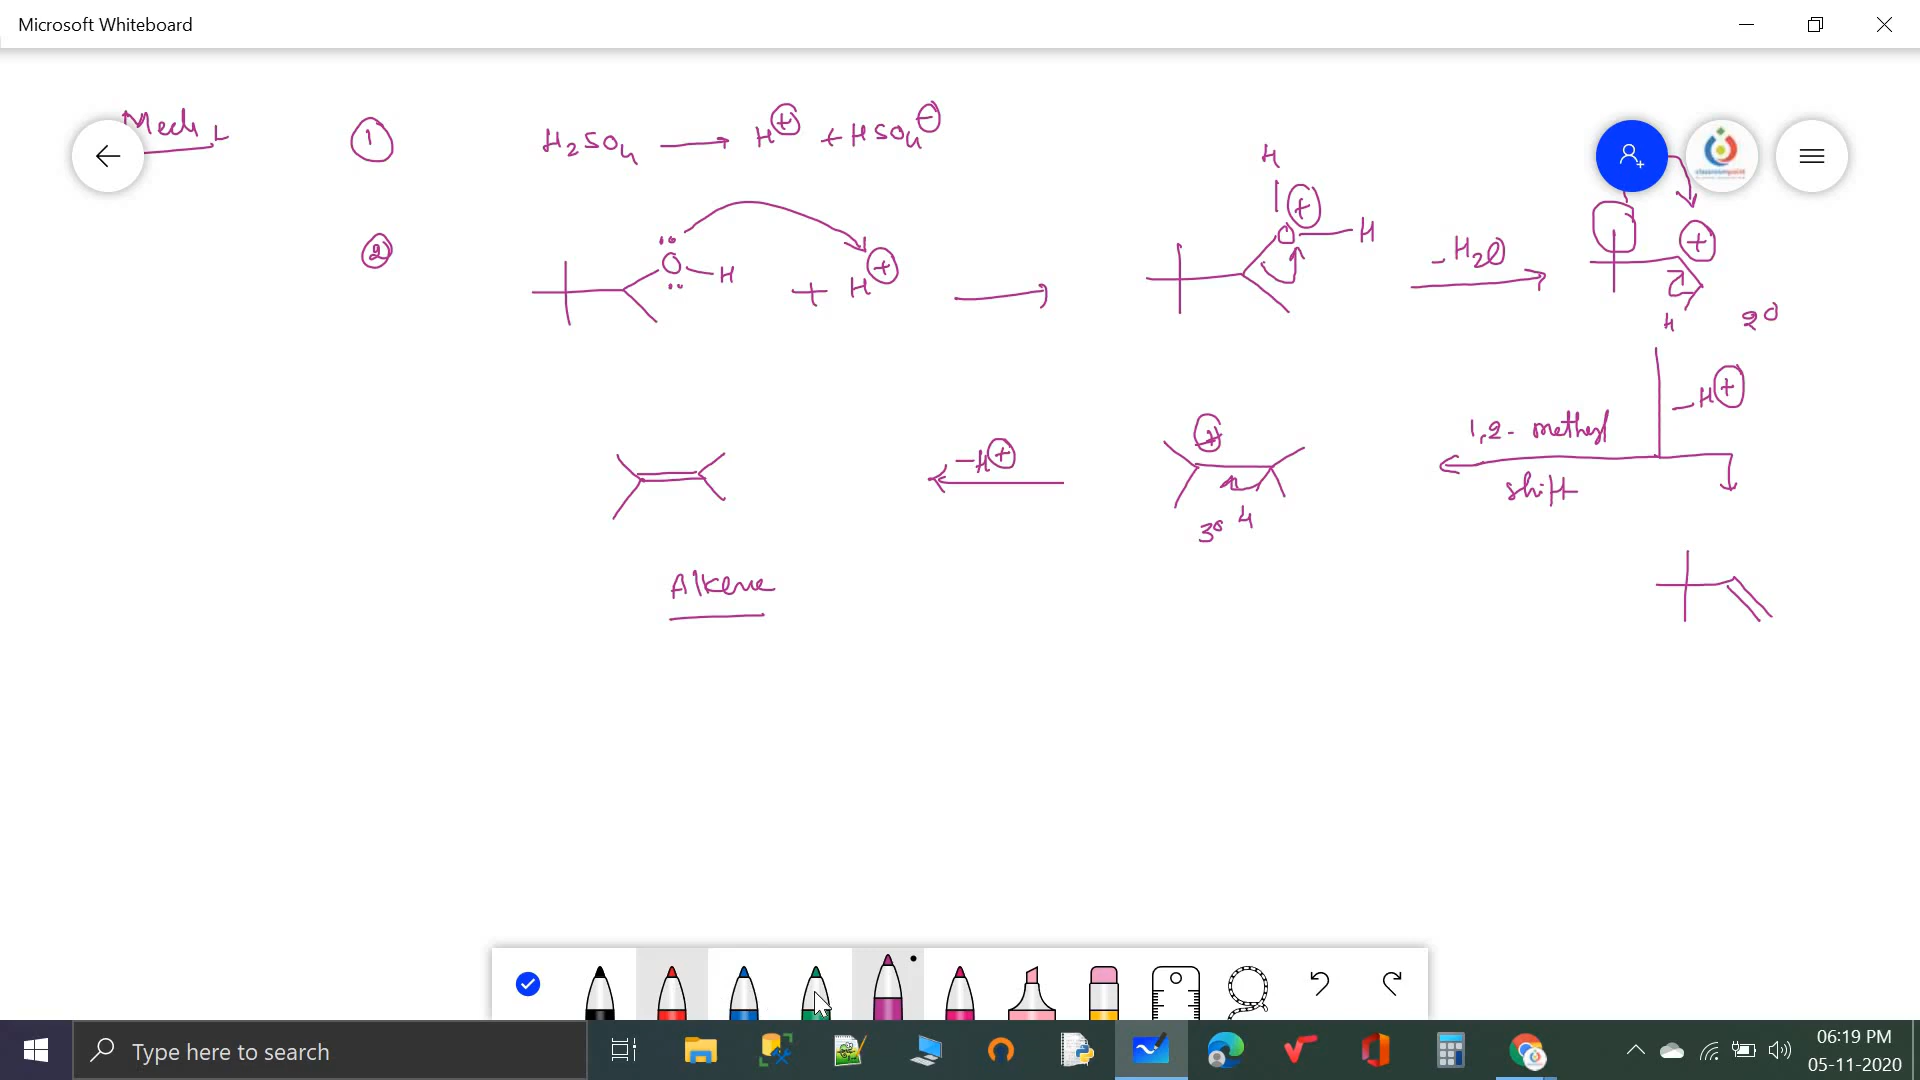 Microsoft Whiteboard
Mech
① H₂SO₄ ⟶ H⊕ + HSO₄⊖
② O H + H⊕ ⟶
H
O⊕ H
−H₂O
⊕
H 2°
−H⊕
1,2- methyl
shift
⊕
3° H
−H⊕
Alkene
Type here to search
06:19 PM
05-11-2020